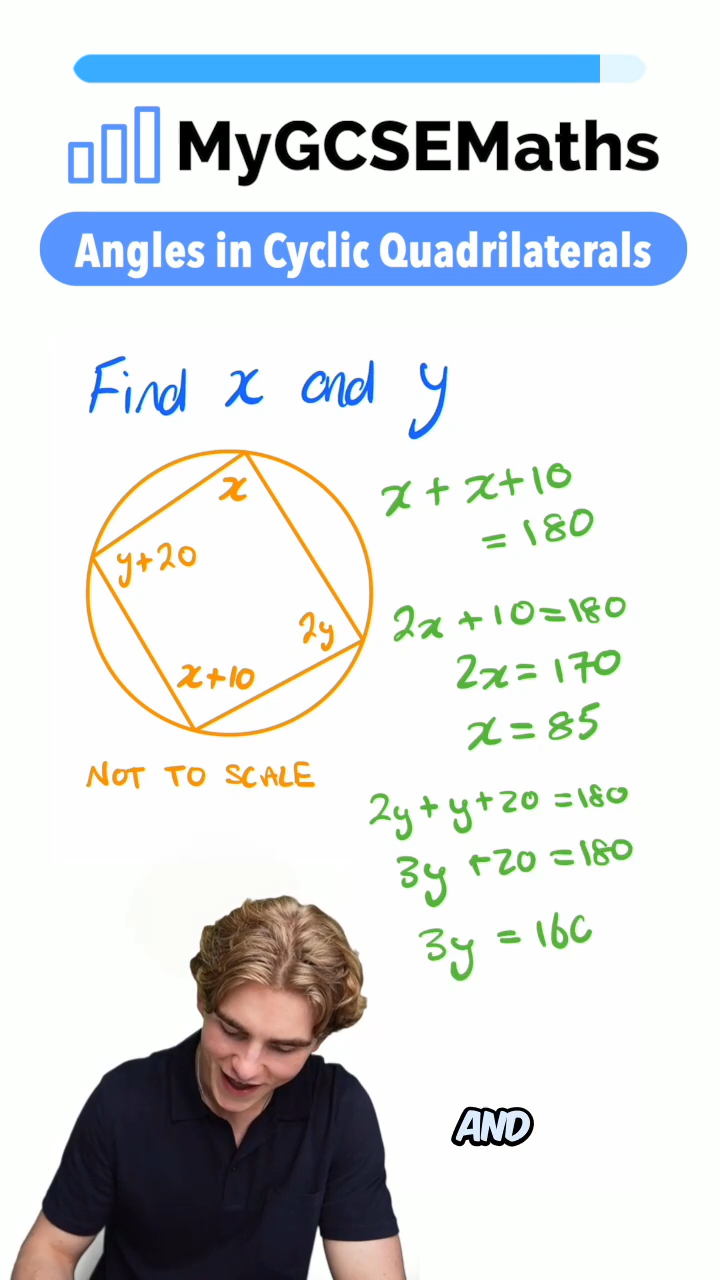 MyGCSEMaths
Angles in Cyclic Quadrilaterals
Find x and y
x
y+20
2y
x+10
NOT TO SCALE
x + x+10
= 180
2x + 10 = 180
2x = 170
x = 85
2y + y + 20 = 180
3y + 20 = 180
3y = 16
AND